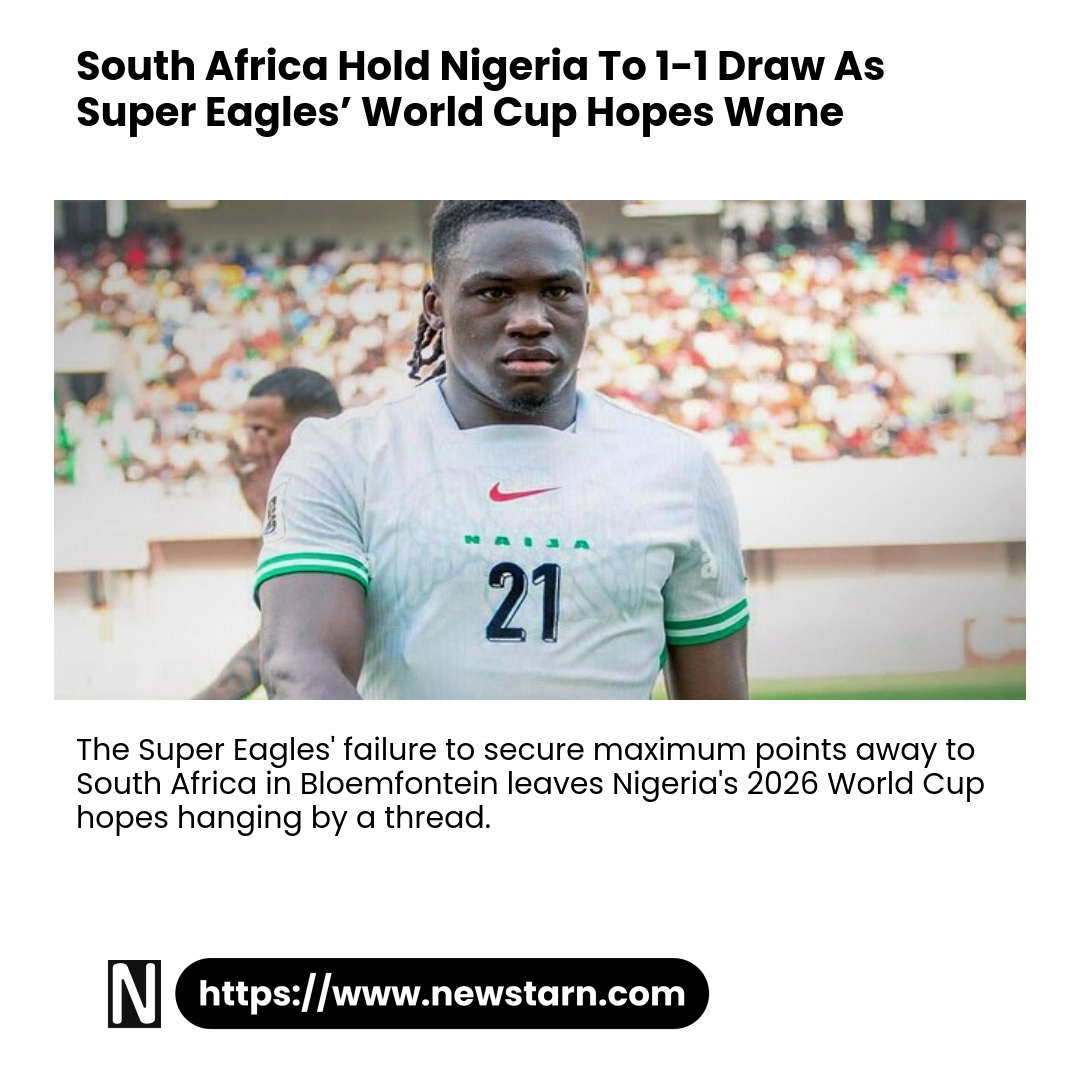 South Africa Hold Nigeria To 1-1 Draw As
Super Eagles’ World Cup Hopes Wane
NAIJA
21
The Super Eagles' failure to secure maximum points away to
South Africa in Bloemfontein leaves Nigeria's 2026 World Cup
hopes hanging by a thread.
N https://www.newstarn.com